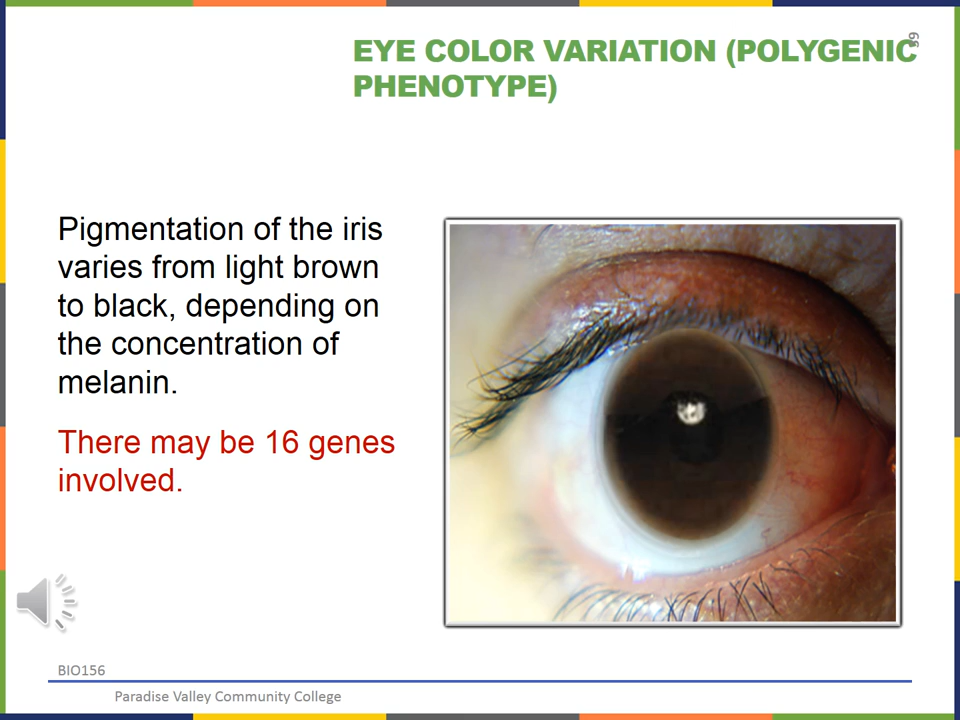 59
EYE COLOR VARIATION (POLYGENIC
PHENOTYPE)
Pigmentation of the iris
varies from light brown
to black, depending on
the concentration of
melanin.
There may be 16 genes
involved.
BIO156
Paradise Valley Community College